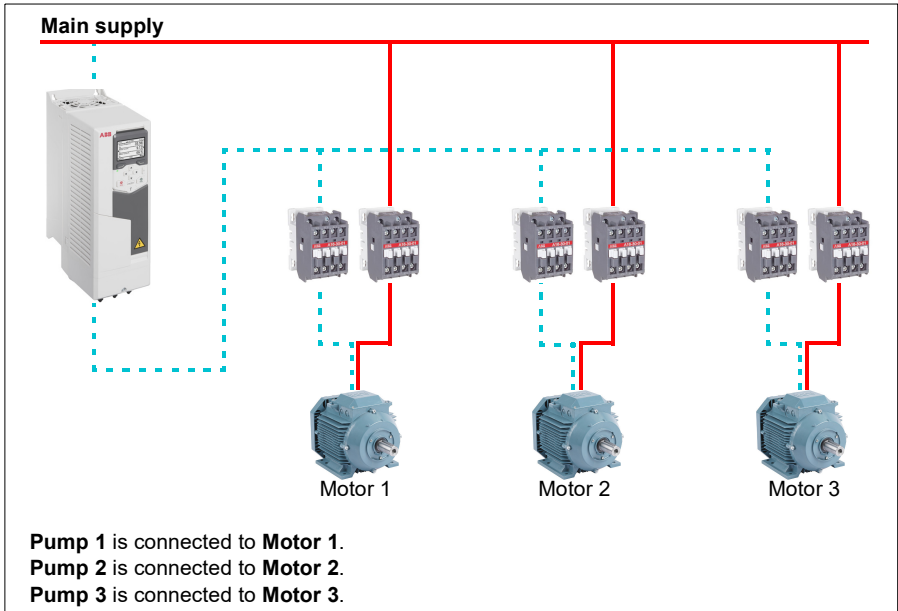 Main supply
ABB
Motor 1
Motor 2
Motor 3
Pump 1 is connected to Motor 1.
Pump 2 is connected to Motor 2.
Pump 3 is connected to Motor 3.